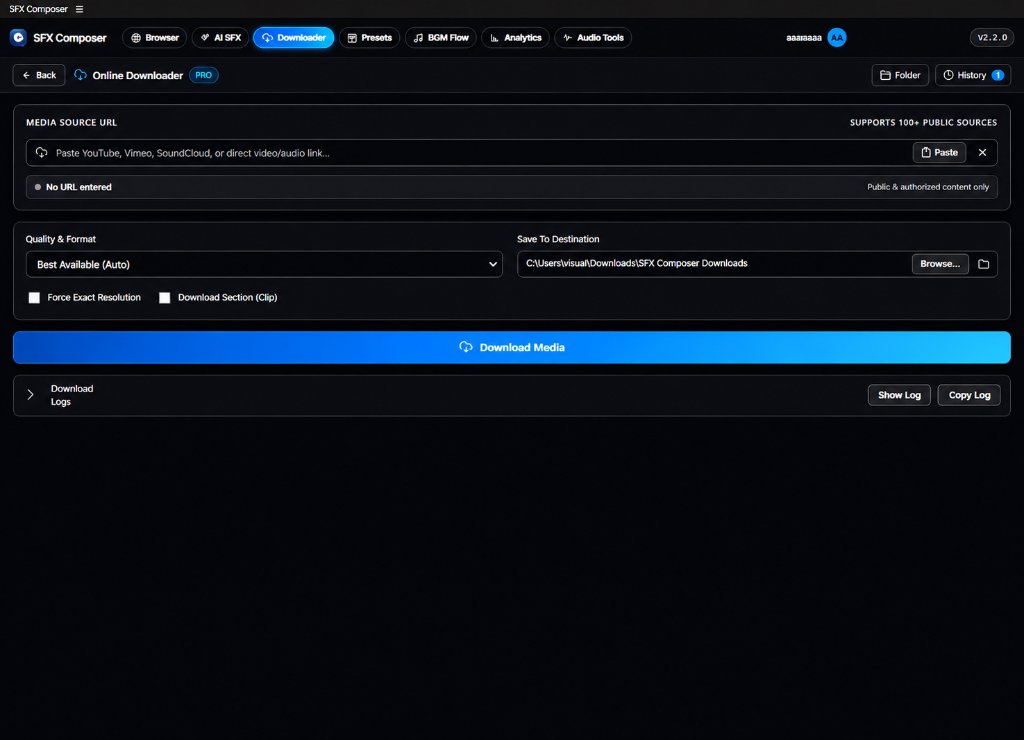 SFX Composer
SFX Composer
Browser
AI SFX
Downloader
Presets
BGM Flow
Analytics
Audio Tools
aaaraaaa
AA
V2.2.0
Back
Online Downloader
PRO
Folder
History
1
MEDIA SOURCE URL
SUPPORTS 100+ PUBLIC SOURCES
Paste YouTube, Vimeo, SoundCloud, or direct video/audio link...
Paste
No URL entered
Public & authorized content only
Quality & Format
Save To Destination
Best Available (Auto)
C:\Users\visual\Downloads\SFX Composer Downloads
Browse...
Force Exact Resolution
Download Section (Clip)
Download Media
Download
Logs
Show Log
Copy Log